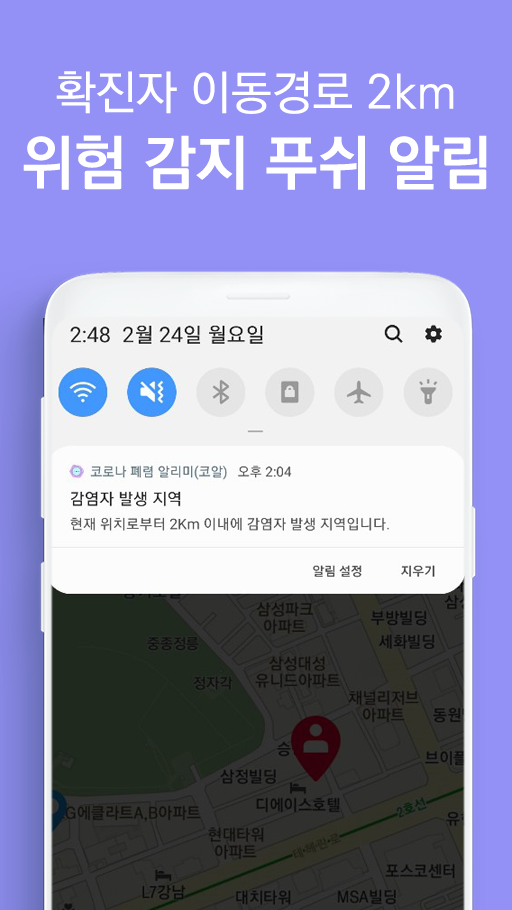 확진자 이동경로 2km
위험 감지 푸쉬 알림
2:48 2월 24일 월요일
코로나 폐렴 알리미(코알) 오후 2:04
감염자 발생 지역
현재 위치로부터 2Km 이내에 감염자 발생 지역입니다.
알림 설정 지우기
삼성파크
아파트
부방빌딩
중종정릉
세화빌딩
삼성대성
유니드아파트
정자각
채널리저브
아파트
동원
승
브이플
삼정빌딩
디에이스호텔
G에클라트A,B아파트
2호선
현대타워
아파트
테헤란로
포스코센터
L7강남
대치타워
MSA빌딩